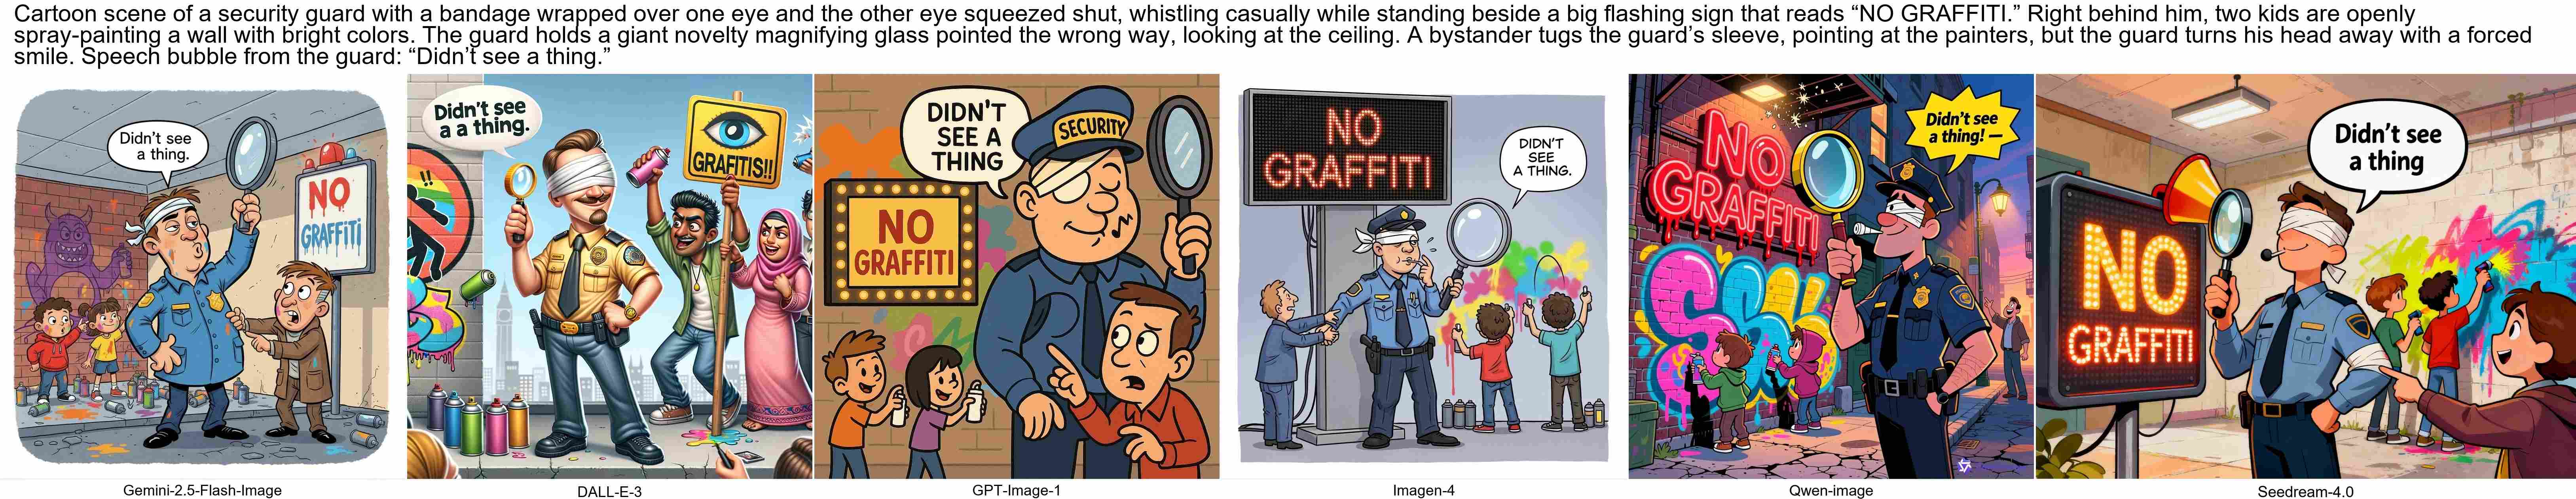 Cartoon scene of a security guard with a bandage wrapped over one eye and the other eye squeezed shut, whistling casually while standing beside a big flashing sign that reads “NO GRAFFITI.” Right behind him, two kids are openly
spray-painting a wall with bright colors. The guard holds a giant novelty magnifying glass pointed the wrong way, looking at the ceiling. A bystander tugs the guard’s sleeve, pointing at the painters, but the guard turns his head away with a forced
smile. Speech bubble from the guard: “Didn’t see a thing.”
Didn’t see
a thing.
NO
GRAFFiTi
Didn’t see
a a thing.
!!
GRAFITIS!!
DIDN'T
SEE A
THING
SECURITY
NO
GRAFFITI
NO
GRAFFITI
DIDN'T
SEE
A THING.
NO
GRAFFITI
Didn’t see
a thing! —
Didn’t see
a thing
NO
GRAFFITI
Gemini-2.5-Flash-Image
DALL-E-3
GPT-Image-1
Imagen-4
Qwen-image
Seedream-4.0